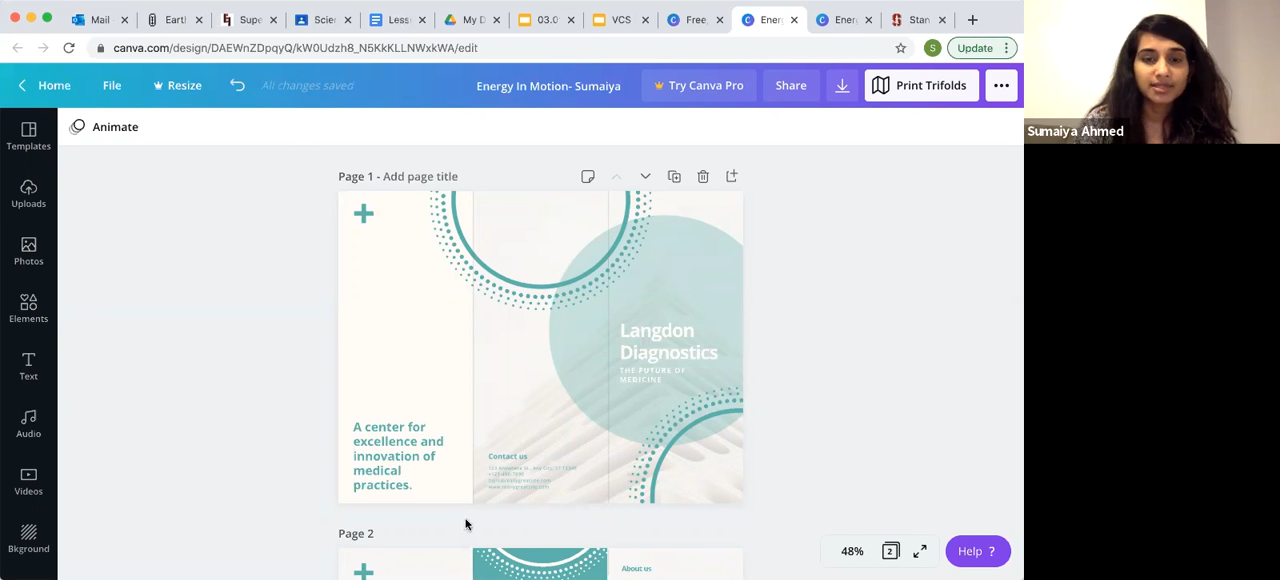 Mail
Eart
Supe
Scie
Less
My D
03.0
VCS
Free,
Ener
Ener
Stan
canva.com/design/DAEWnZDpqyQ/kW0Udzh8_N5KkKLLNWxkWA/edit
S
Update
Home
File
Resize
All changes saved
Energy In Motion- Sumaiya
Try Canva Pro
Share
Print Trifolds
Animate
Templates
Uploads
Photos
Elements
Text
Audio
Videos
Bkground
Page 1 - Add page title
Langdon
Diagnostics
THE FUTURE OF
MEDICINE
A center for
excellence and
innovation of
medical
practices.
Contact us
Page 2
About us
48%
2
Help ?
Sumaiya Ahmed